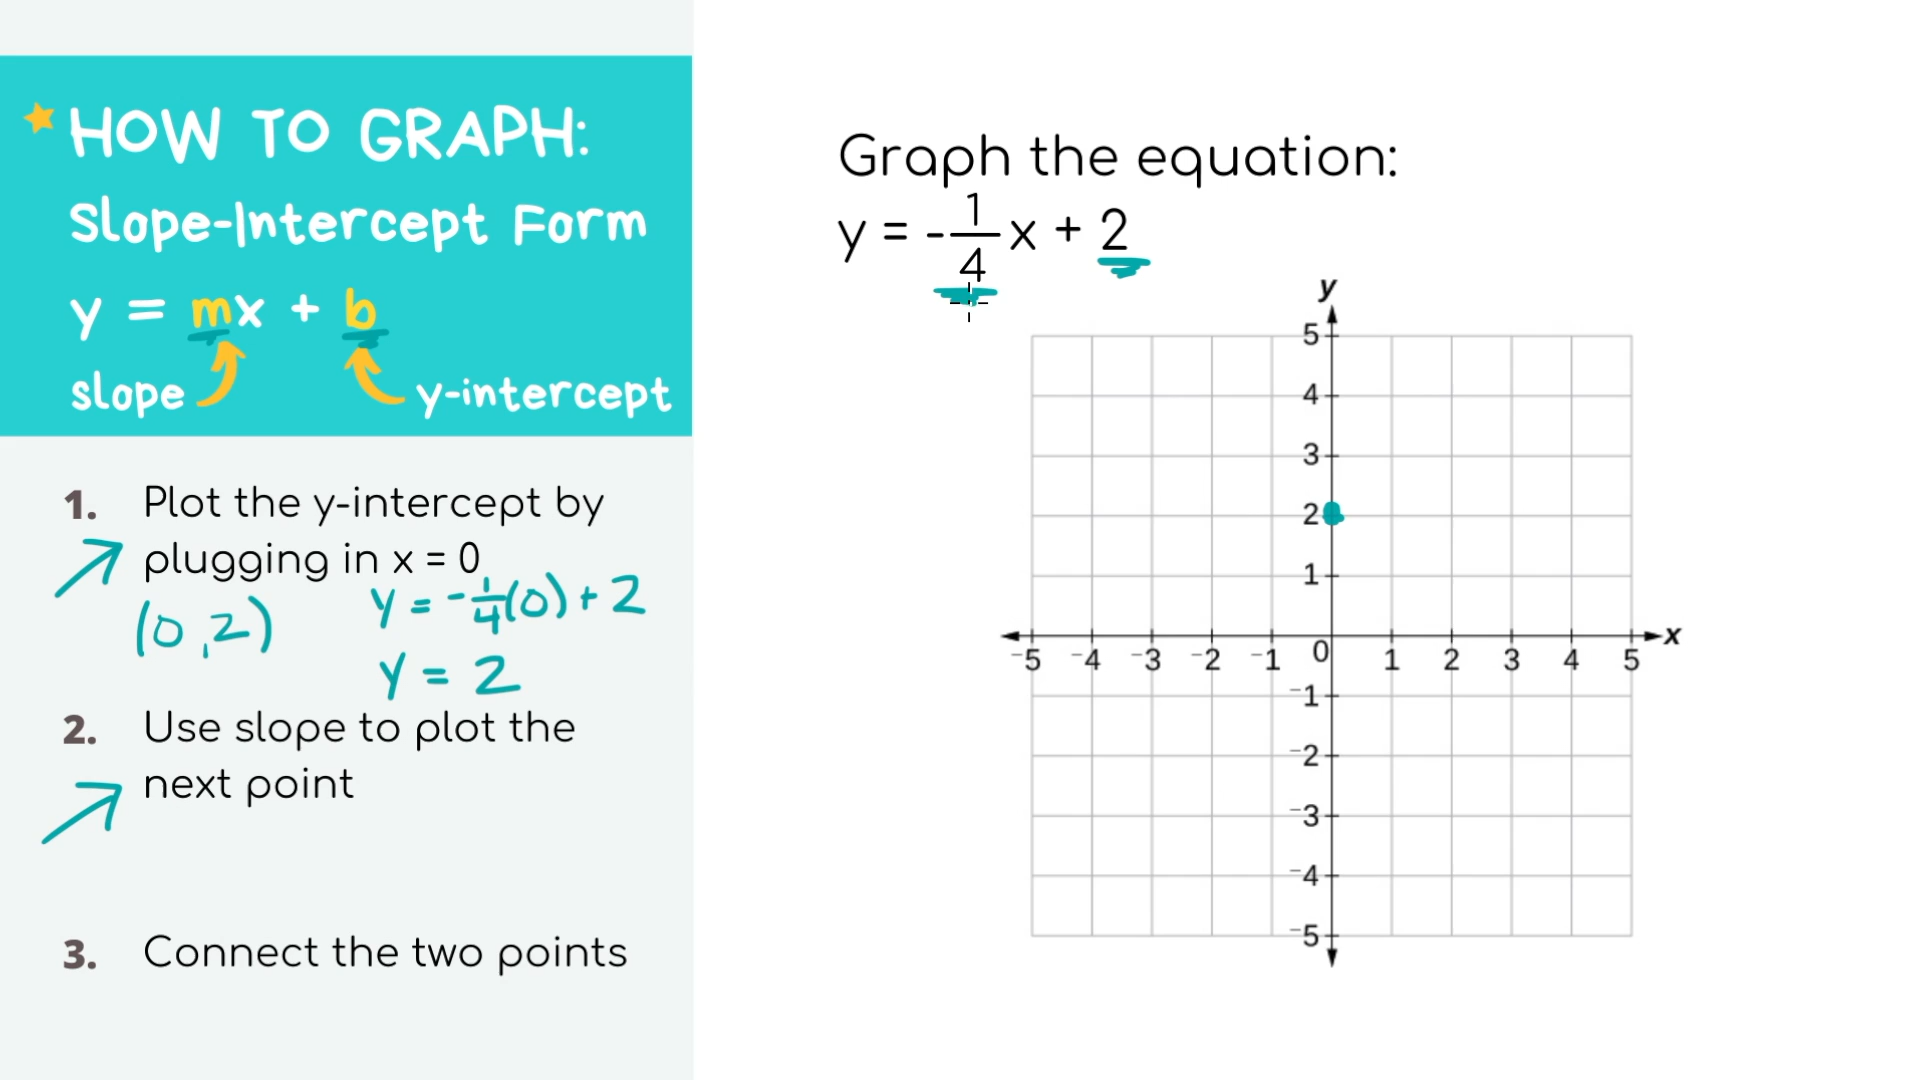 HOW TO GRAPH:
Slope-Intercept Form
y = mx + b
slope
y-intercept
1. Plot the y-intercept by
plugging in x = 0
(0,2)
y = -1/4(0) + 2
y = 2
2. Use slope to plot the
next point
3. Connect the two points
Graph the equation:
y = -1/4x + 2
y
5
4
3
2
1
x
-5 -4 -3 -2 -1 0 1 2 3 4 5
-1
-2
-3
-4
-5